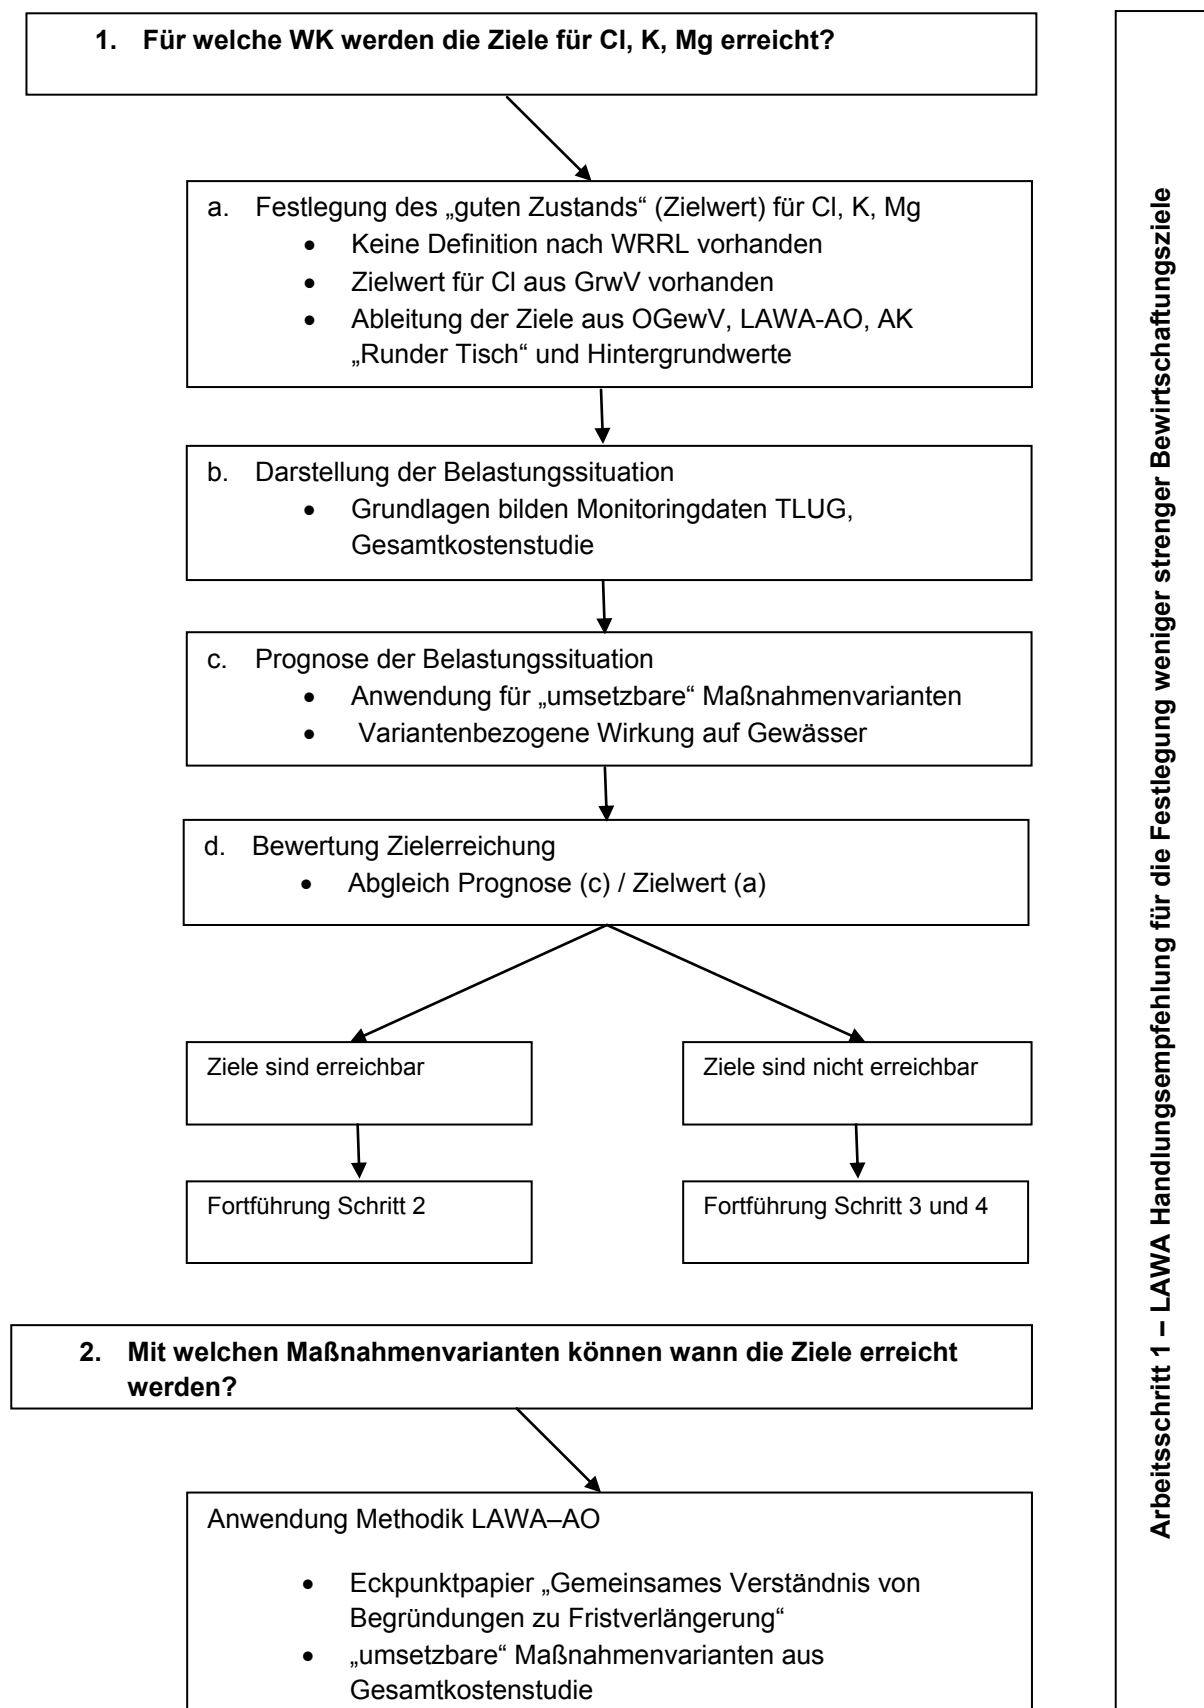 1. Für welche WK werden die Ziele für Cl, K, Mg erreicht?
a. Festlegung des „guten Zustands“ (Zielwert) für Cl, K, Mg
• Keine Definition nach WRRL vorhanden
• Zielwert für Cl aus GrwV vorhanden
• Ableitung der Ziele aus OGewV, LAWA-AO, AK
„Runder Tisch“ und Hintergrundwerte
b. Darstellung der Belastungssituation
• Grundlagen bilden Monitoringdaten TLUG,
Gesamtkostenstudie
c. Prognose der Belastungssituation
• Anwendung für „umsetzbare“ Maßnahmenvarianten
• Variantenbezogene Wirkung auf Gewässer
d. Bewertung Zielerreichung
• Abgleich Prognose (c) / Zielwert (a)
Ziele sind erreichbar
Ziele sind nicht erreichbar
Fortführung Schritt 2
Fortführung Schritt 3 und 4
2. Mit welchen Maßnahmenvarianten können wann die Ziele erreicht
werden?
Anwendung Methodik LAWA–AO
• Eckpunktpapier „Gemeinsames Verständnis von
Begründungen zu Fristverlängerung“
• „umsetzbare“ Maßnahmenvarianten aus
Gesamtkostenstudie
Arbeitsschritt 1 – LAWA Handlungsempfehlung für die Festlegung weniger strenger Bewirtschaftungsziele